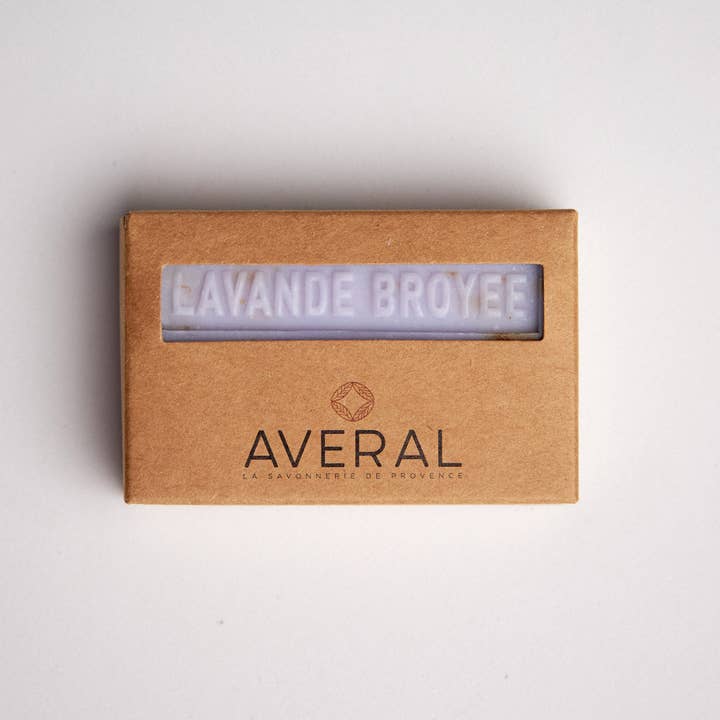 LAVANDE BROYEE
AVERAL
LA SAVONNERIE DE PROVENCE